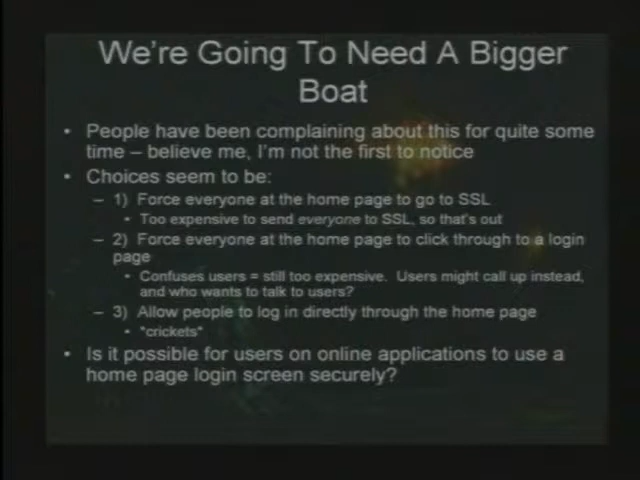 We're Going To Need A Bigger
Boat
• People have been complaining about this for quite some
time – believe me, I'm not the first to notice
• Choices seem to be:
– 1) Force everyone at the home page to go to SSL
• Too expensive to send everyone to SSL, so that's out
– 2) Force everyone at the home page to click through to a login
page
• Confuses users = still too expensive. Users might call up instead,
and who wants to talk to users?
– 3) Allow people to log in directly through the home page
• *crickets*
• Is it possible for users on online applications to use a
home page login screen securely?